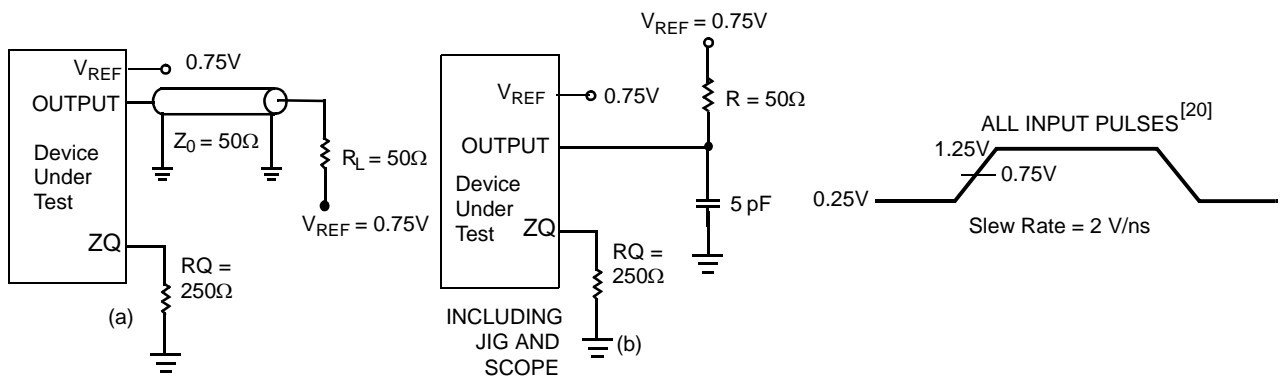 V_REF 0.75V
OUTPUT
Z0 = 50Ω
Device
Under
Test
RL = 50Ω
VREF = 0.75V
ZQ
RQ =
250Ω
(a)
VREF = 0.75V
VREF 0.75V
R = 50Ω
OUTPUT
Device
Under
Test
5 pF
ZQ
RQ =
250Ω
INCLUDING
JIG AND
SCOPE
(b)
ALL INPUT PULSES[20]
1.25V
0.75V
0.25V
Slew Rate = 2 V/ns